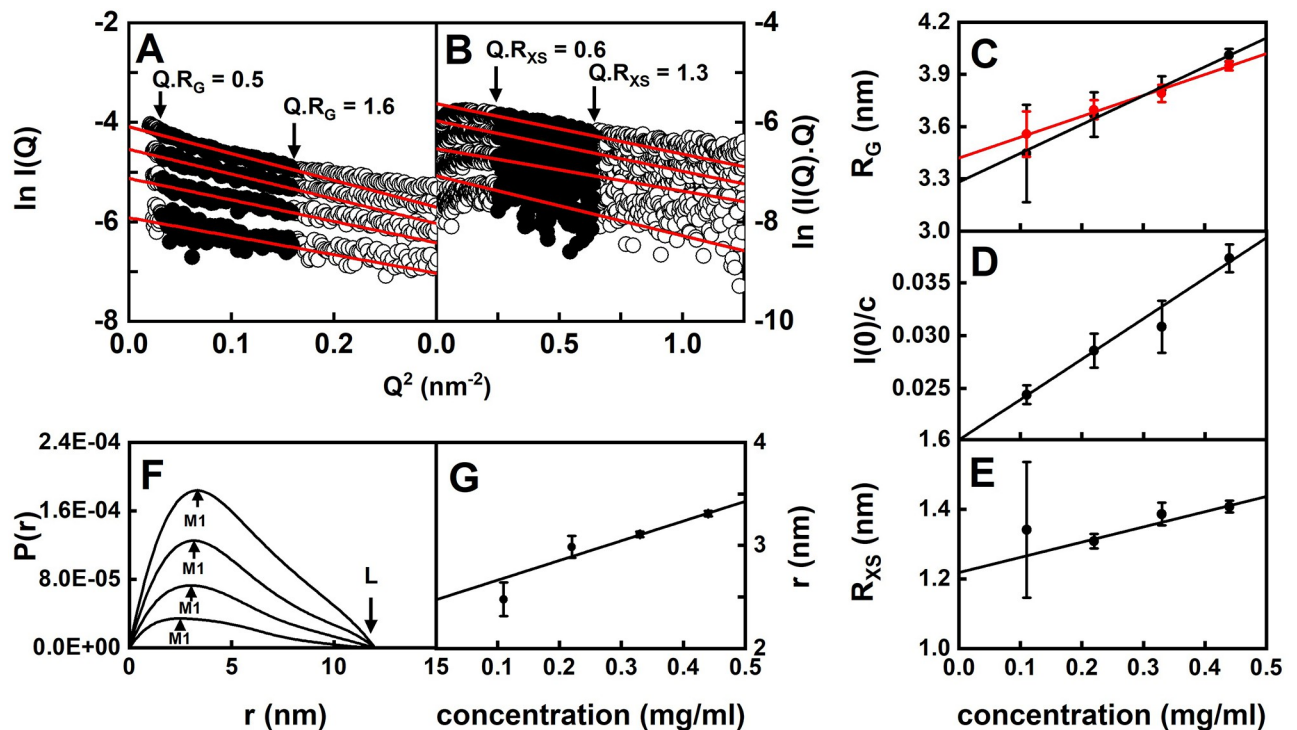 A
Q.R_G = 0.5
Q.R_G = 1.6
ln I(Q)
-2
-4
-6
-8
0.0
0.1
0.2
B
Q.R_XS = 0.6
Q.R_XS = 1.3
ln (I(Q).Q)
-4
-6
-8
-10
0.0
0.5
1.0
Q² (nm⁻²)
C
R_G (nm)
4.2
3.9
3.6
3.3
3.0
D
I(0)/c
0.035
0.030
0.025
E
R_XS (nm)
1.6
1.4
1.2
1.0
0.0
0.1
0.2
0.3
0.4
0.5
concentration (mg/ml)
F
P(r)
2.4E-04
1.6E-04
8.0E-05
0.0E+00
M1
M1
M1
M1
L
0
5
10
15
r (nm)
G
r (nm)
4
3
2
0.1
0.2
0.3
0.4
0.5
concentration (mg/ml)